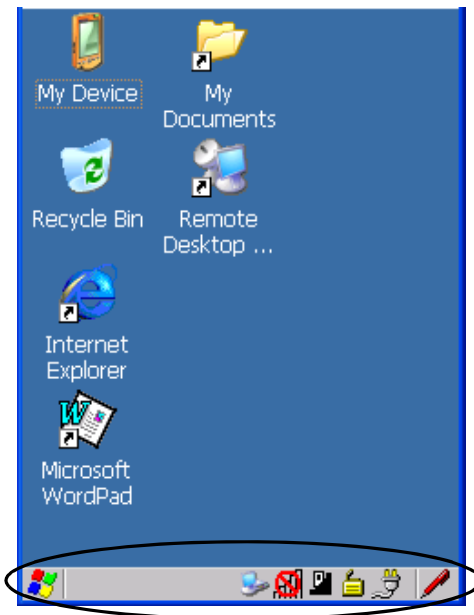 My Device
My
Documents
Recycle Bin
Remote
Desktop ...
Internet
Explorer
Microsoft
WordPad